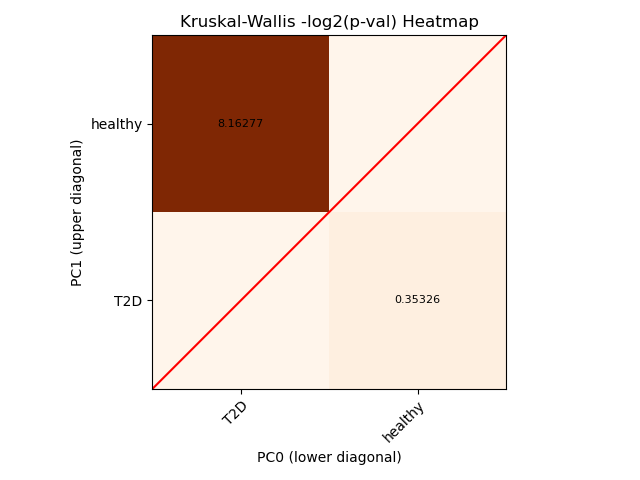 Kruskal-Wallis -log2(p-val) Heatmap
healthy
8.16277
PC1 (upper diagonal)
T2D
0.35326
T2D
healthy
PC0 (lower diagonal)